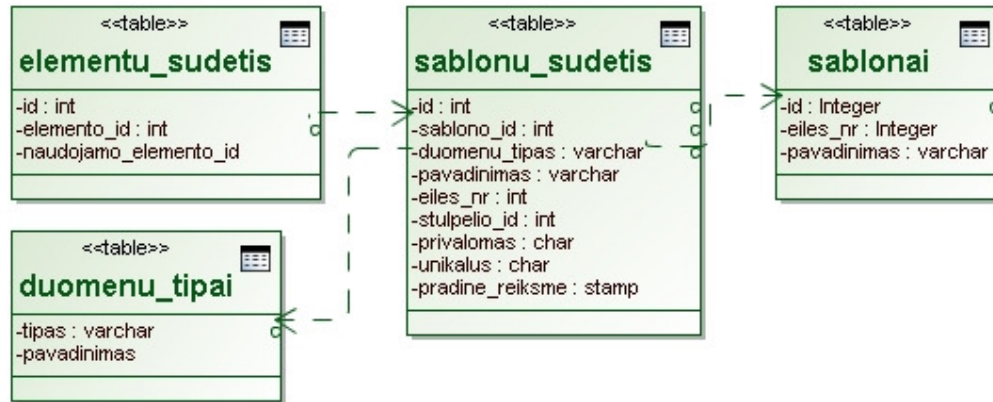 <<table>>
elementu_sudetis
-id : int
-elemento_id : int
-naudojamo_elemento_id
<<table>>
sablonu_sudetis
-id : int
-sablono_id : int
-duomenu_tipas : varchar
-pavadinimas : varchar
-eiles_nr : int
-stulpelio_id : int
-privalomas : char
-unikalus : char
-pradine_reiksme : stamp
<<table>>
sablonai
-id : Integer
-eiles_nr : Integer
-pavadinimas : varchar
<<table>>
duomenu_tipai
-tipas : varchar
-pavadinimas